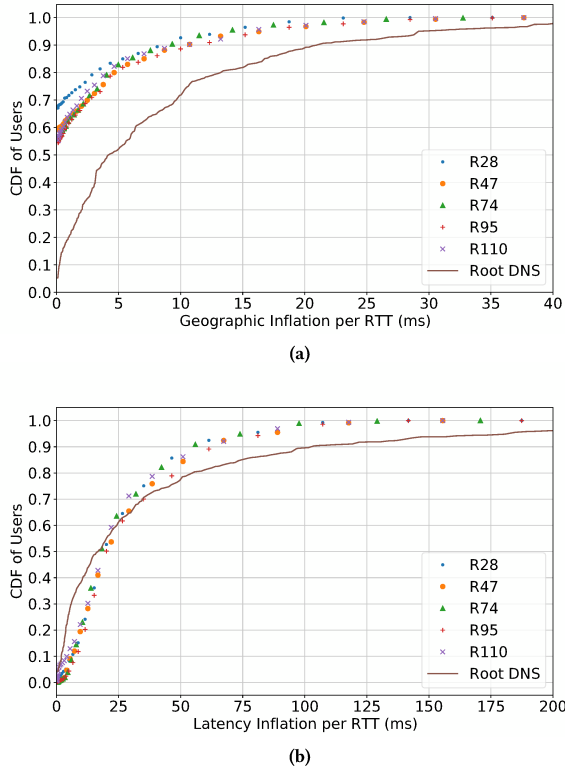 1.0
0.9
0.8
0.7
0.6
0.5
0.4
0.3
0.2
0.1
0.0
CDF of Users
R28
R47
R74
R95
R110
Root DNS
0 5 10 15 20 25 30 35 40
Geographic Inflation per RTT (ms)
(a)
1.0
0.9
0.8
0.7
0.6
0.5
0.4
0.3
0.2
0.1
0.0
CDF of Users
R28
R47
R74
R95
R110
Root DNS
0 25 50 75 100 125 150 175 200
Latency Inflation per RTT (ms)
(b)